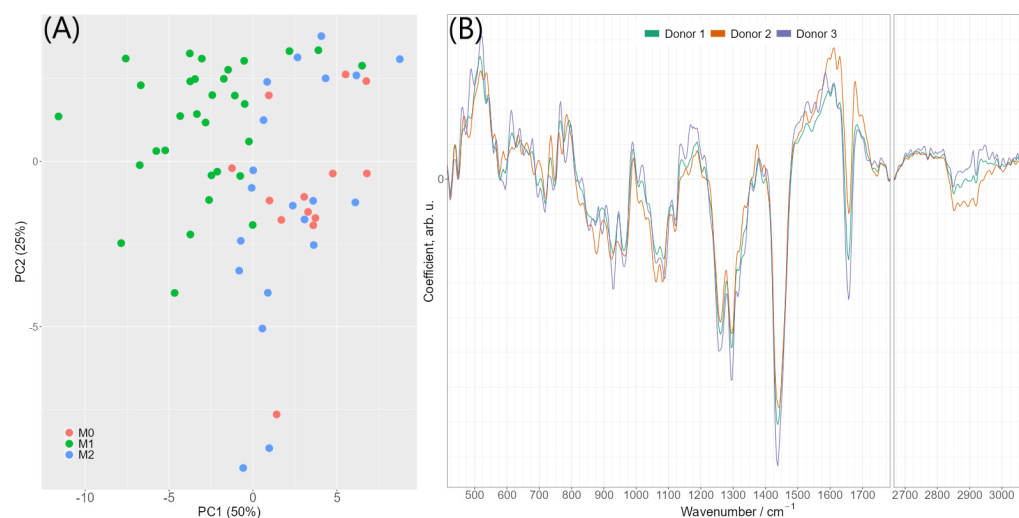 (A)
0
-5
M0
M1
M2
-10 -5 0 5
PC1 (50%)
PC2 (25%)
(B)
Donor 1 Donor 2 Donor 3
0
Coefficient, arb. u.
500 600 700 800 900 1000 1100 1200 1300 1400 1500 1600 1700 2700 2800 2900 3000
Wavenumber / cm⁻¹